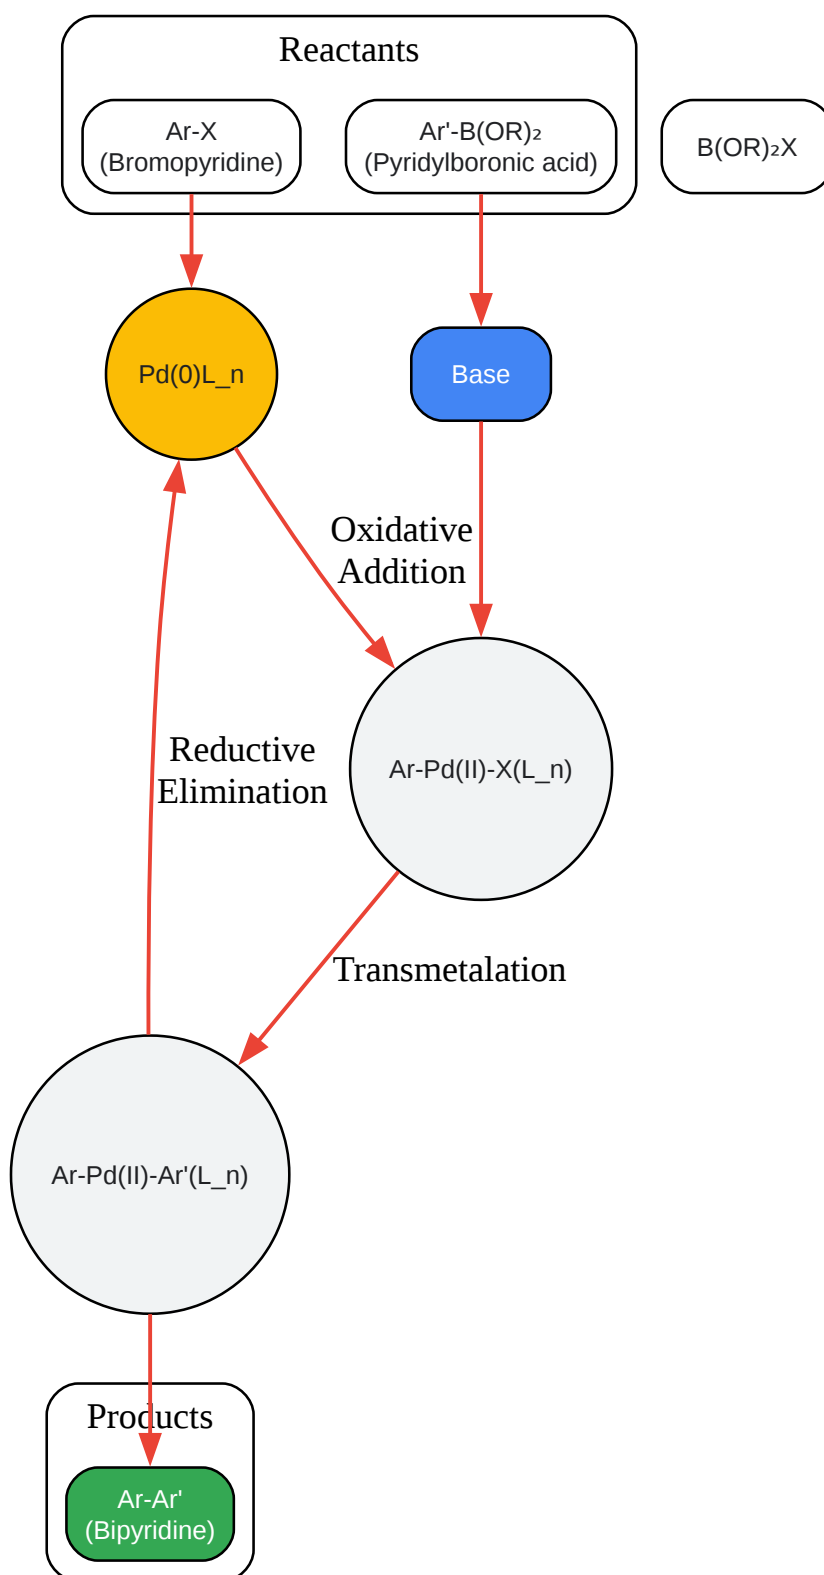 Reactants
Ar-X
(Bromopyridine)
Ar'-B(OR)₂
(Pyridylboronic acid)
B(OR)₂X
Pd(0)L_n
Base
Oxidative
Addition
Reductive
Elimination
Ar-Pd(II)-X(L_n)
Transmetalation
Ar-Pd(II)-Ar'(L_n)
Products
Ar-Ar'
(Bipyridine)